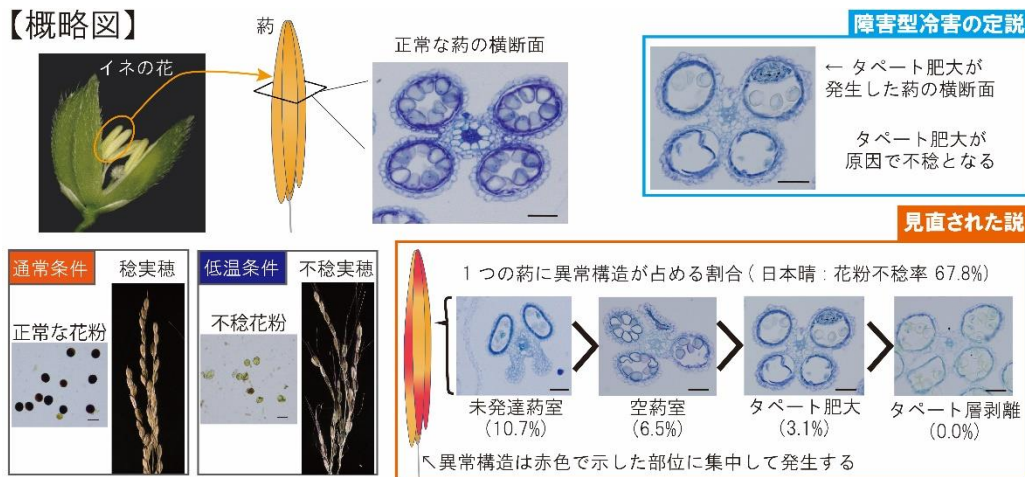 【概略図】
イネの花
葯
正常な葯の横断面
障害型冷害の定説
← タペート肥大が
発生した葯の横断面
タペート肥大が
原因で不稔となる
見直された説
通常条件
稔実穂
正常な花粉
低温条件
不稔実穂
不稔花粉
1つの葯に異常構造が占める割合 ( 日本晴 : 花粉不稔率 67.8%)
未発達葯室
(10.7%)
空葯室
(6.5%)
タペート肥大
(3.1%)
タペート層剥離
(0.0%)
↖異常構造は赤色で示した部位に集中して発生する